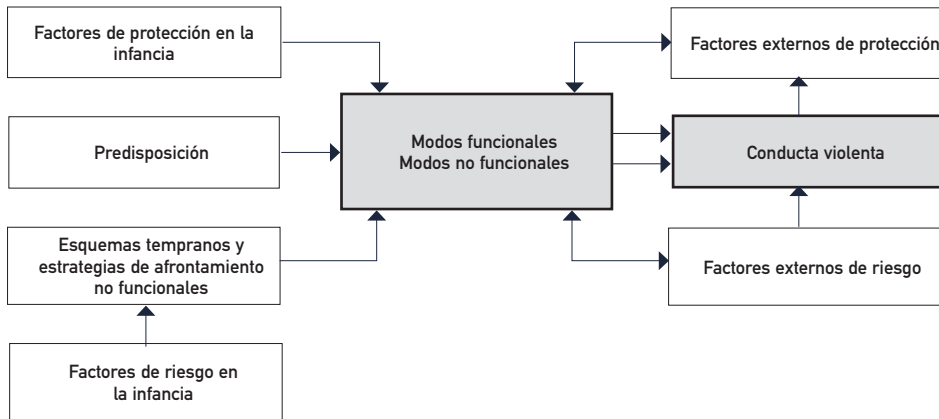 Factores de protección en la
infancia
Predisposición
Esquemas tempranos y
estrategias de afrontamiento
no funcionales
Factores de riesgo en
la infancia
Modos funcionales
Modos no funcionales
Factores externos de protección
Conducta violenta
Factores externos de riesgo